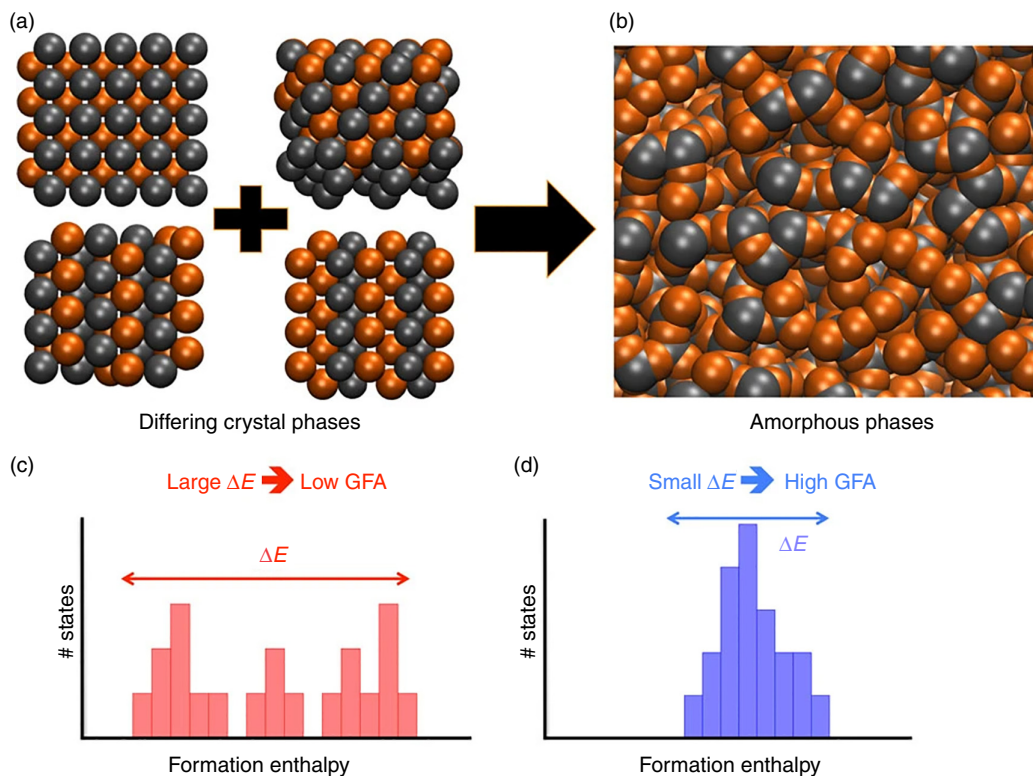 (a)
(b)
Differing crystal phases
Amorphous phases
(c)
Large ΔE Low GFA
ΔE
# states
Formation enthalpy
(d)
Small ΔE High GFA
ΔE
# states
Formation enthalpy